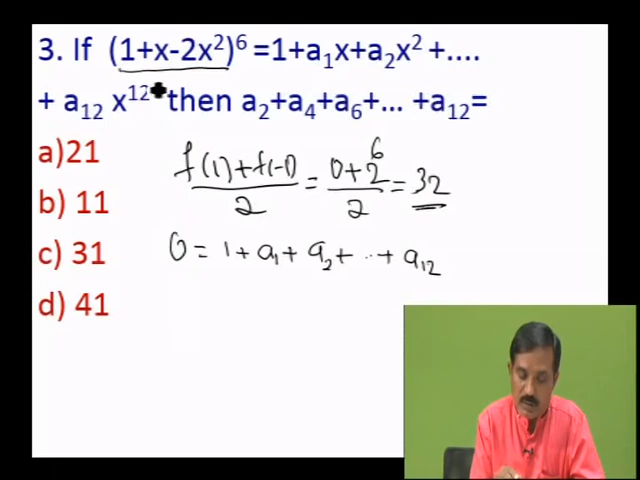 3. If (1+x-2x²)⁶ =1+a₁x+a₂x² +....
+ a₁₂ x¹² then a₂+a₄+a₆+... +a₁₂=
a)21
b) 11
c) 31
d) 41
f(1)+f(-1)/2 = 0+2⁶/2 = 32
0 = 1 + a₁ + a₂ + .. + a₁₂